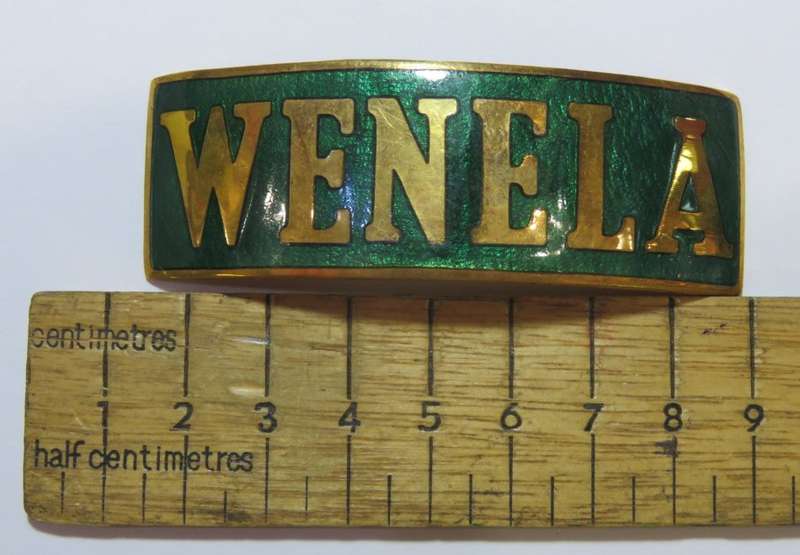 WENELA
centimetres
1 2 3 4 5 6 7 8 9
half centimetres